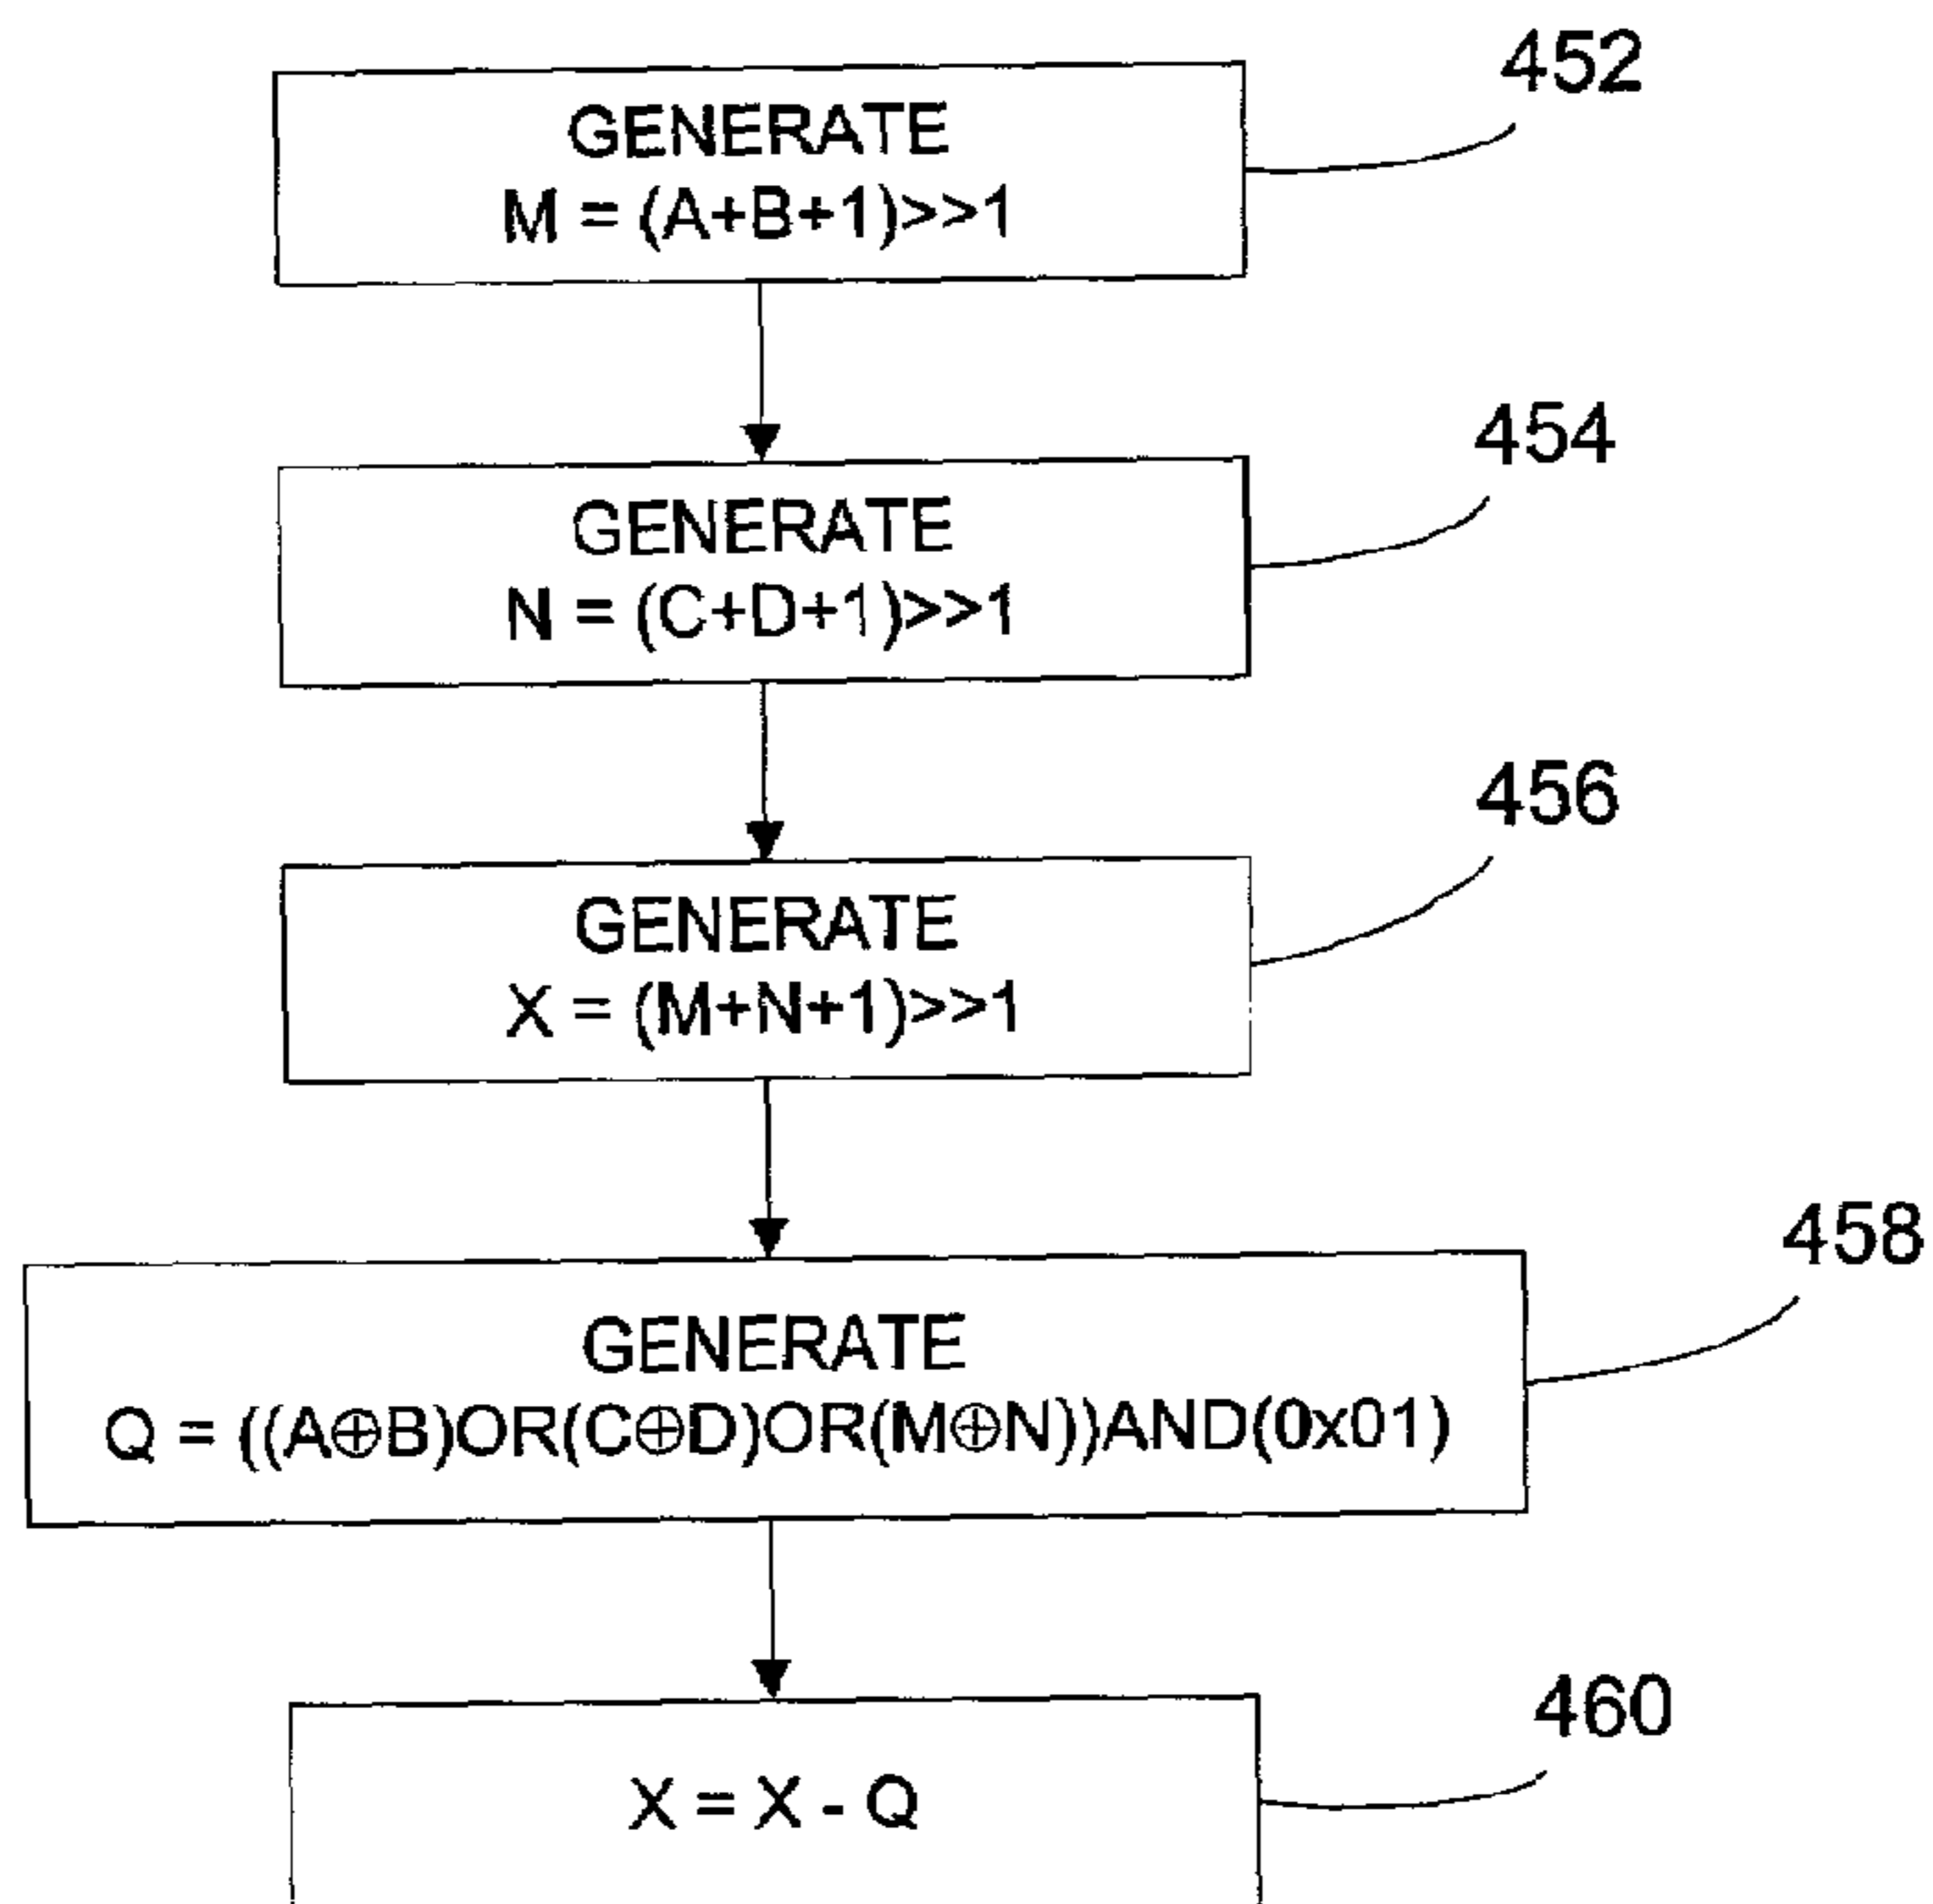 452
GENERATE
M = (A+B+1)>>1
454
GENERATE
N = (C+D+1)>>1
456
GENERATE
X = (M+N+1)>>1
458
GENERATE
Q = ((A⊕B)OR(C⊕D)OR(M⊕N))AND(0x01)
460
X = X - Q